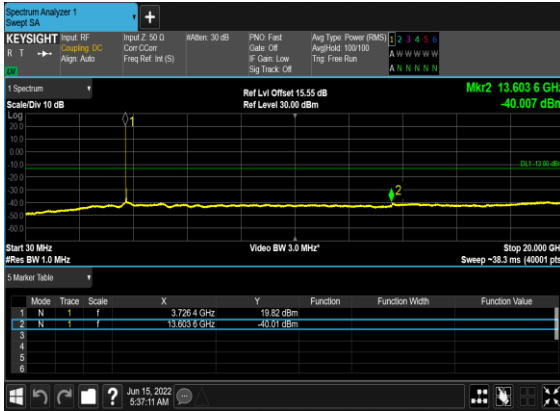 Spectrum Analyzer 1
Swept SA
+
KEYSIGHT Input: RF Input Z: 50 Ω #Atten: 30 dB PNO: Fast Avg Type: Power (RMS) 1 2 3 4 5 6
R T Coupling: DC Corr CCorr Gate: Off Avg|Hold: 100/100 A W W W W W
Align: Auto Freq Ref: Int (S) IF Gain: Low Trig: Free Run
Sig Track: Off A N N N N N
1 Spectrum Ref Lvl Offset 15.55 dB Mkr2 13.603 6 GHz
Scale/Div 10 dB Ref Level 30.00 dBm -40.007 dBm
Log
20.0
10.0
0.00
-10.0
-20.0
-30.0
-40.0
-50.0
-60.0
1
DL1 -13.00 dBm
2
Start 30 MHz Video BW 3.0 MHz* Stop 20.000 GHz
#Res BW 1.0 MHz Sweep ~38.3 ms (40001 pts)
5 Marker Table
Mode Trace Scale X Y Function Function Width Function Value
1 N 1 f 3.726 4 GHz 19.82 dBm
2 N 1 f 13.603 6 GHz -40.01 dBm
3
4
5
6
? Jun 15, 2022
5:37:11 AM